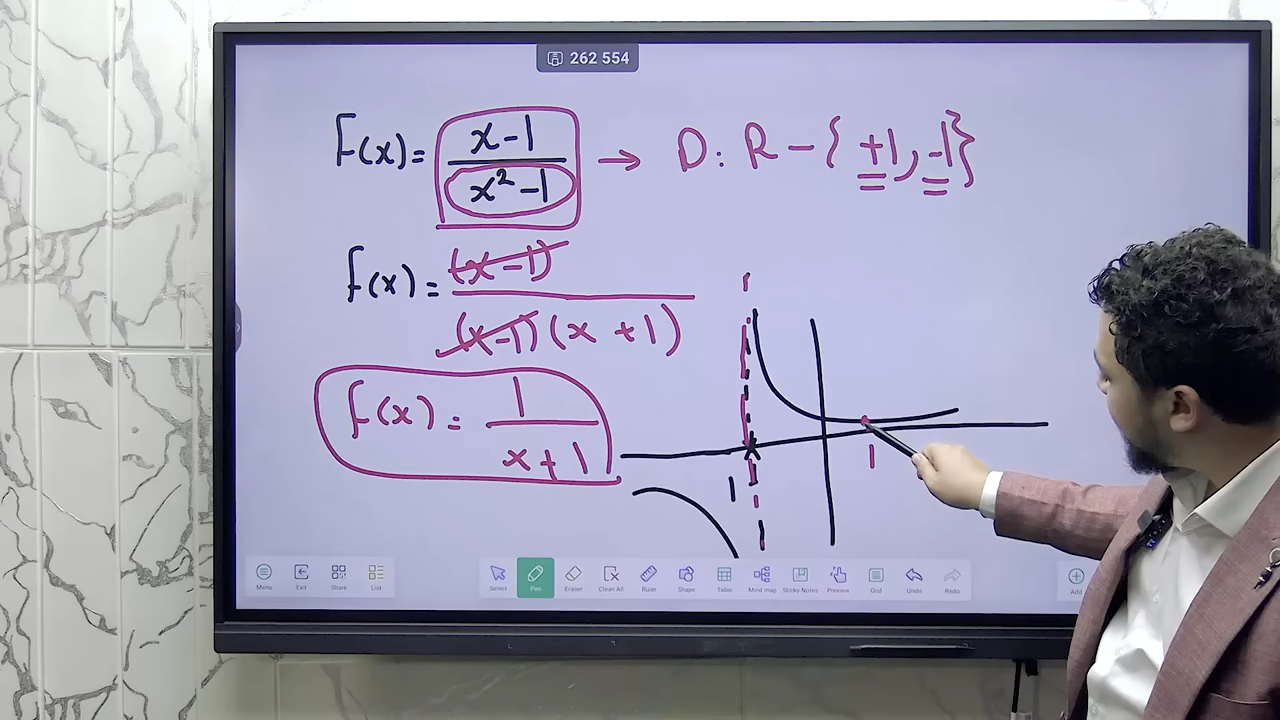 262 554
F(x) = x-1 / x² -1 → D: R - {+1, -1}
f(x) = (x-1) / (x-1)(x +1)
f(x) = 1 / x+1
1
1
Menu Exit Share List Select Pen Eraser Clean All Ruler Shape Table Mind map Sticky Notes Preview Grid Undo Redo Add